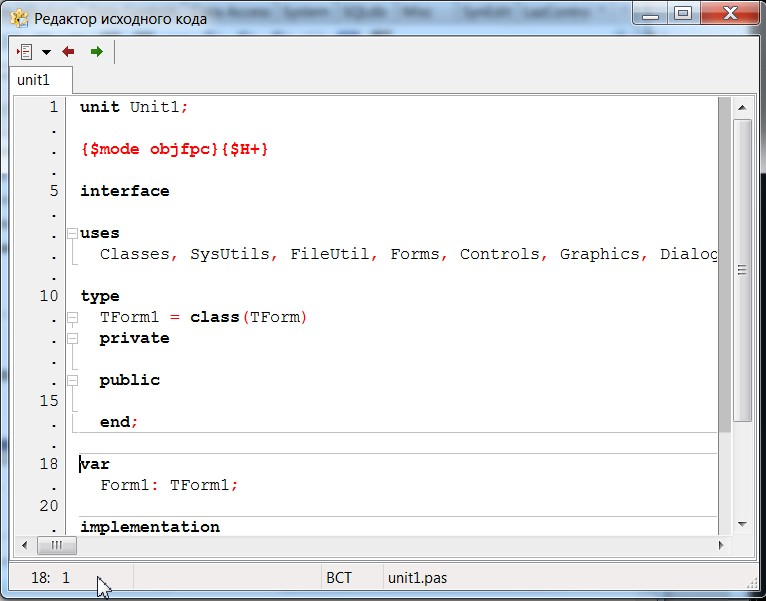 Редактор исходного кода
unit1
1 unit Unit1;
.
. {$mode objfpc}{$H+}
.
5 interface
.
. uses
. Classes, SysUtils, FileUtil, Forms, Controls, Graphics, Dialog
.
10 type
. TForm1 = class(TForm)
. private
.
. public
15
. end;
.
18 var
. Form1: TForm1;
20
. implementation
18: 1 ВСТ unit1.pas